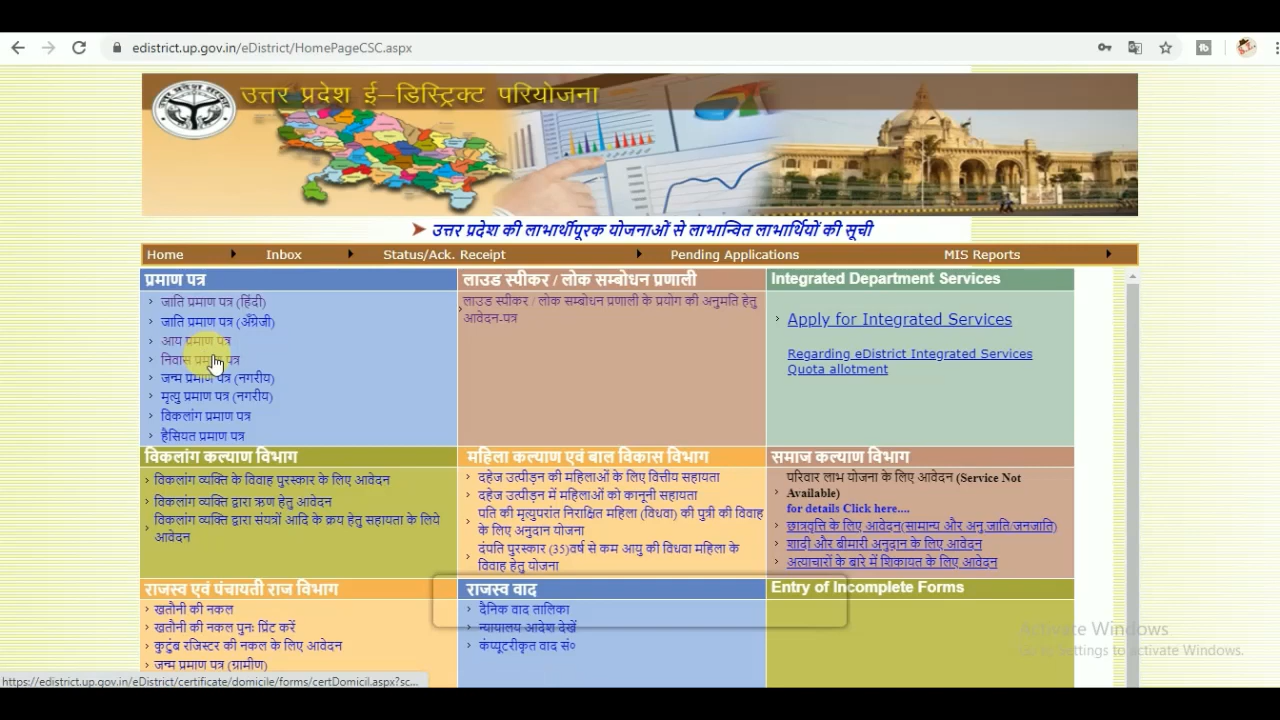 edistrict.up.gov.in/eDistrict/HomePageCSC.aspx
उत्तर प्रदेश ई-डिस्ट्रिक्ट परियोजना
उत्तर प्रदेश की लाभार्थीपूरक योजनाओं से लाभान्वित लाभार्थियों की सूची
Home Inbox Status/Ack. Receipt Pending Applications MIS Reports
प्रमाण पत्र
जाति प्रमाण पत्र (हिंदी)
जाति प्रमाण पत्र (अँग्रेजी)
आय प्रमाण पत्र
निवास प्रमाण पत्र
जन्म प्रमाण पत्र (नगरीय)
मृत्यु प्रमाण पत्र (नगरीय)
विकलांग प्रमाण पत्र
हैसियत प्रमाण पत्र
लाउड स्पीकर / लोक सम्बोधन प्रणाली
लाउड स्पीकर / लोक सम्बोधन प्रणाली के प्रयोग की अनुमति हेतु
आवेदन-पत्र
Integrated Department Services
Apply for Integrated Services
Regarding eDistrict Integrated Services
Quota allotment
विकलांग कल्याण विभाग
विकलांग व्यक्ति के विवाह पुरस्कार के लिए आवेदन
विकलांग व्यक्ति द्वारा ऋण हेतु आवेदन
विकलांग व्यक्ति द्वारा संयत्रों आदि के क्रय हेतु सहायता के लिये
आवेदन
महिला कल्याण एवं बाल विकास विभाग
दहेज उत्पीड़न की महिलाओं के लिए वित्तीय सहायता
दहेज उत्पीड़न में महिलाओं को कानूनी सहायता
पति की मृत्युपरांत निराक्षित महिला (विधवा) की पुत्री की विवाह
के लिए अनुदान योजना
दंपति पुरस्कार (35)वर्ष से कम आयु की विधवा महिला के
विवाह हेतु योजना
समाज कल्याण विभाग
परिवार लाभ योजना के लिए आवेदन (Service Not
Available)
for details Click here....
छात्रवृत्ति के लिए आवेदन(सामान्य और अनु जाति/जनजाति)
शादी और बीमारी अनुदान के लिए आवेदन
अत्याचारों के बारे में शिकायत के लिए आवेदन
राजस्व एवं पंचायती राज विभाग
खतौनी की नकल
खतौनी की नकल पुनः प्रिंट करें
कुटुंब रजिस्टर की नकल के लिए आवेदन
जन्म प्रमाण पत्र (ग्रामीण)
राजस्व वाद
दैनिक वाद तालिका
न्यायालय आदेश देखें
कंप्यूटरीकृत वाद सं०
Entry of Incomplete Forms
Activate Windows
Go to Settings to activate Windows.
https://edistrict.up.gov.in/eDistrict/certificate/domicile/forms/certDomicil.aspx?sc...